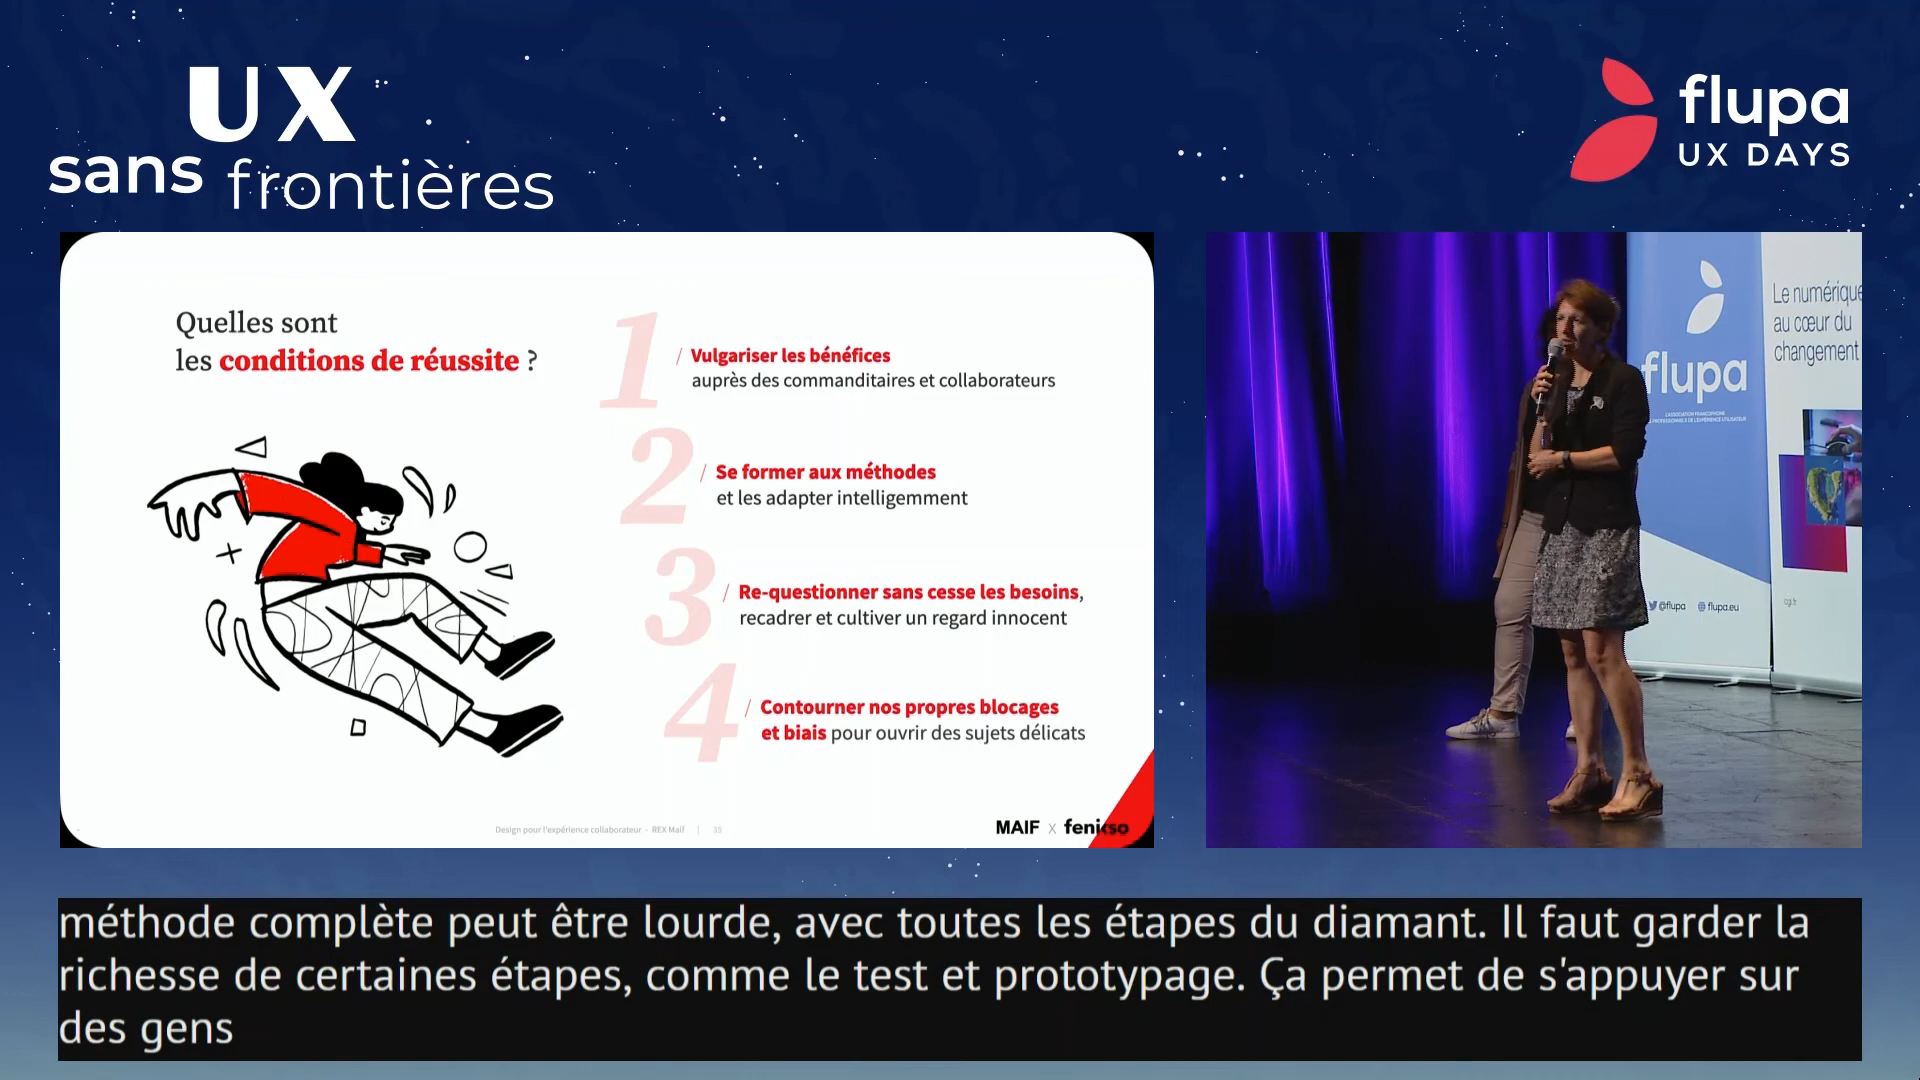 UX
sans frontières
flupa
UX DAYS
Quelles sont
les conditions de réussite ?
1
/ Vulgariser les bénéfices
auprès des commanditaires et collaborateurs
2
/ Se former aux méthodes
et les adapter intelligemment
3
/ Re-questionner sans cesse les besoins,
recadrer et cultiver un regard innocent
4
/ Contourner nos propres blocages
et biais pour ouvrir des sujets délicats
Design pour l'expérience collaborateur - REX Maif | 35
MAIF x fenikso
Le numérique
au cœur du
changement
flupa
@flupa flupa.eu
méthode complète peut être lourde, avec toutes les étapes du diamant. Il faut garder la
richesse de certaines étapes, comme le test et prototypage. Ça permet de s'appuyer sur
des gens